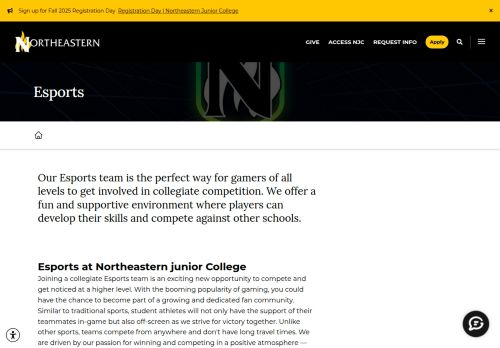 Sign up for Fall 2025 Registration Day Registration Day | Northeastern Junior College ×
NORTHEASTERN GIVE ACCESS NJC REQUEST INFO Apply
Esports
Our Esports team is the perfect way for gamers of all
levels to get involved in collegiate competition. We offer a
fun and supportive environment where players can
develop their skills and compete against other schools.
Esports at Northeastern junior College
Joining a collegiate Esports team is an exciting new opportunity to compete and
get noticed at a higher level. With the booming popularity of gaming, you could
have the chance to become part of a growing and dedicated fan community.
Similar to traditional sports, student athletes will not only have the support of their
teammates in-game but also off-screen as we strive for victory together. Unlike
other sports, teams compete from anywhere and don't have long travel times. We
are driven by our passion for winning and competing in a positive atmosphere —